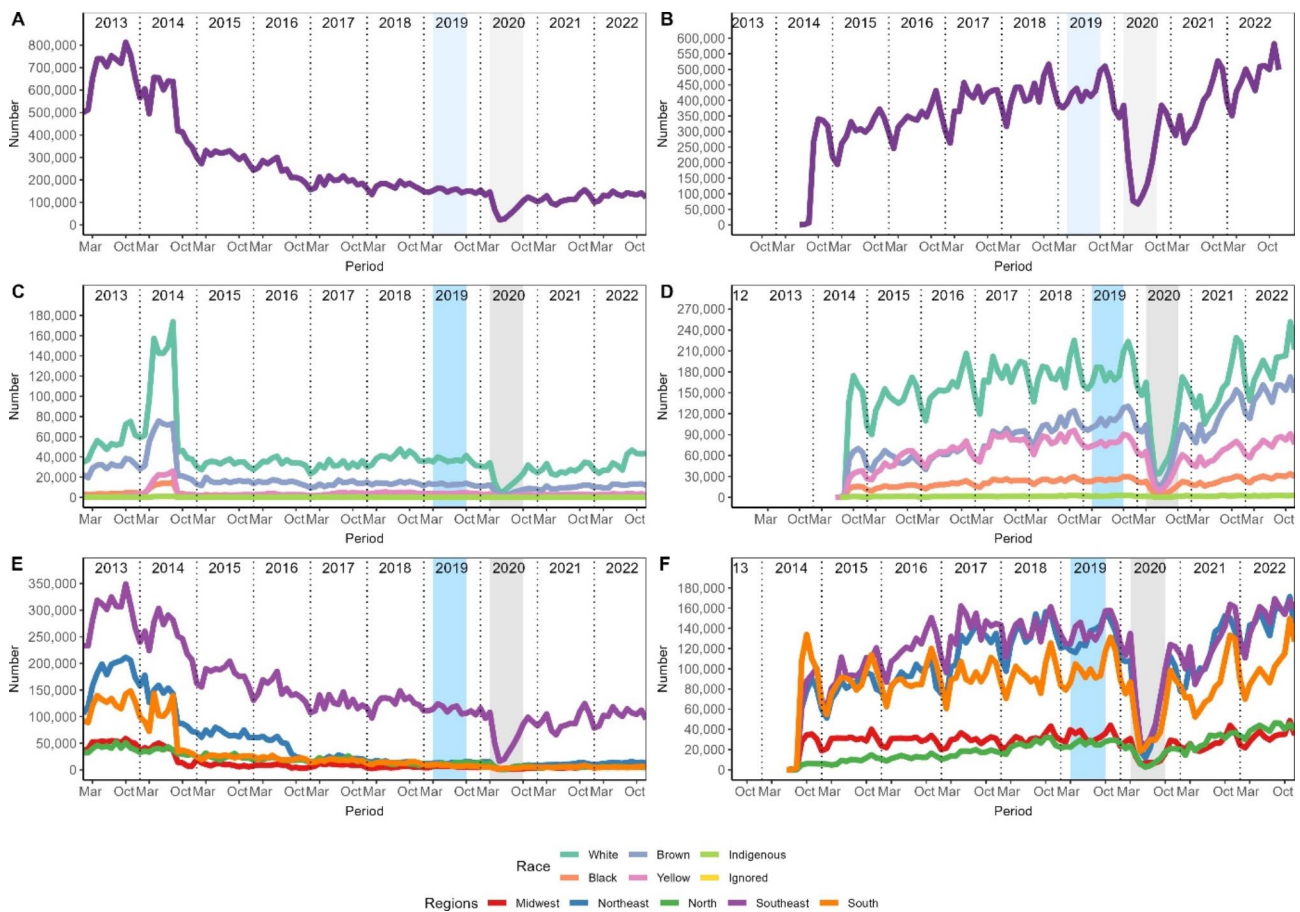 A
2013 2014 2015 2016 2017 2018 2019 2020 2021 2022
800,000
700,000
600,000
500,000
400,000
300,000
200,000
100,000
0
Number
Mar Oct Mar Oct Mar Oct Mar Oct Mar Oct Mar Oct Mar Oct Mar Oct Mar Oct Mar Oct
Period
B
2013 2014 2015 2016 2017 2018 2019 2020 2021 2022
600,000
550,000
500,000
450,000
400,000
350,000
300,000
250,000
200,000
150,000
100,000
50,000
0
Number
Oct Mar Oct Mar Oct Mar Oct Mar Oct Mar Oct Mar Oct Mar Oct Mar Oct Mar Oct
Period
C
2013 2014 2015 2016 2017 2018 2019 2020 2021 2022
180,000
160,000
140,000
120,000
100,000
80,000
60,000
40,000
20,000
0
Number
Mar Oct Mar Oct Mar Oct Mar Oct Mar Oct Mar Oct Mar Oct Mar Oct Mar Oct Mar Oct
Period
D
12 2013 2014 2015 2016 2017 2018 2019 2020 2021 2022
270,000
240,000
210,000
180,000
150,000
120,000
90,000
60,000
30,000
0
Number
Mar Oct Mar Oct Mar Oct Mar Oct Mar Oct Mar Oct Mar Oct Mar Oct Mar Oct Mar Oct
Period
E
2013 2014 2015 2016 2017 2018 2019 2020 2021 2022
350,000
300,000
250,000
200,000
150,000
100,000
50,000
0
Number
Mar Oct Mar Oct Mar Oct Mar Oct Mar Oct Mar Oct Mar Oct Mar Oct Mar Oct Mar Oct
Period
F
13 2014 2015 2016 2017 2018 2019 2020 2021 2022
180,000
160,000
140,000
120,000
100,000
80,000
60,000
40,000
20,000
0
Number
Oct Mar Oct Mar Oct Mar Oct Mar Oct Mar Oct Mar Oct Mar Oct Mar Oct Mar Oct
Period
Race
White Brown Indigenous
Black Yellow Ignored
Regions Midwest Northeast North Southeast South